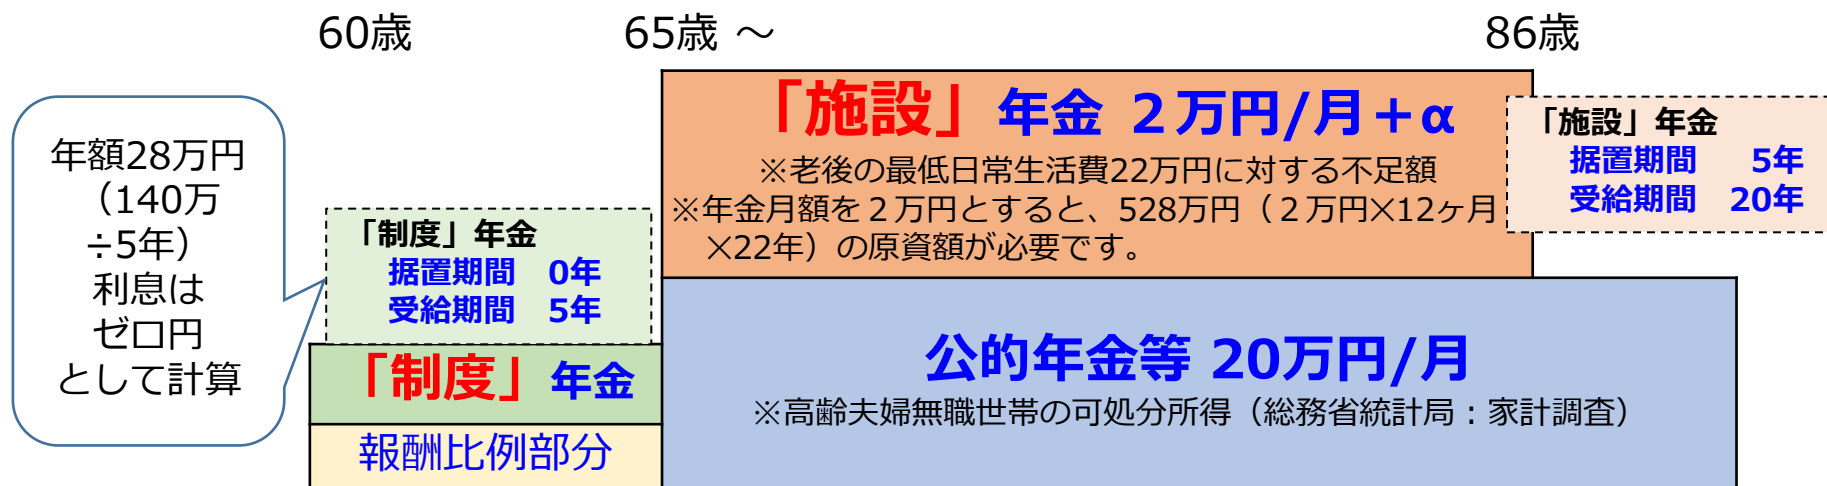 60歳
65歳 ～
86歳
年額28万円
（140万
÷5年）
利息は
ゼロ円
として計算
「制度」年金
据置期間　0年
受給期間　5年
「制度」年金
報酬比例部分
「施設」年金 ２万円/月＋α
※老後の最低日常生活費22万円に対する不足額
※年金月額を２万円とすると、528万円（２万円×12ヶ月
×22年）の原資額が必要です。
「施設」年金
据置期間　5年
受給期間　20年
公的年金等 20万円/月
※高齢夫婦無職世帯の可処分所得（総務省統計局：家計調査）